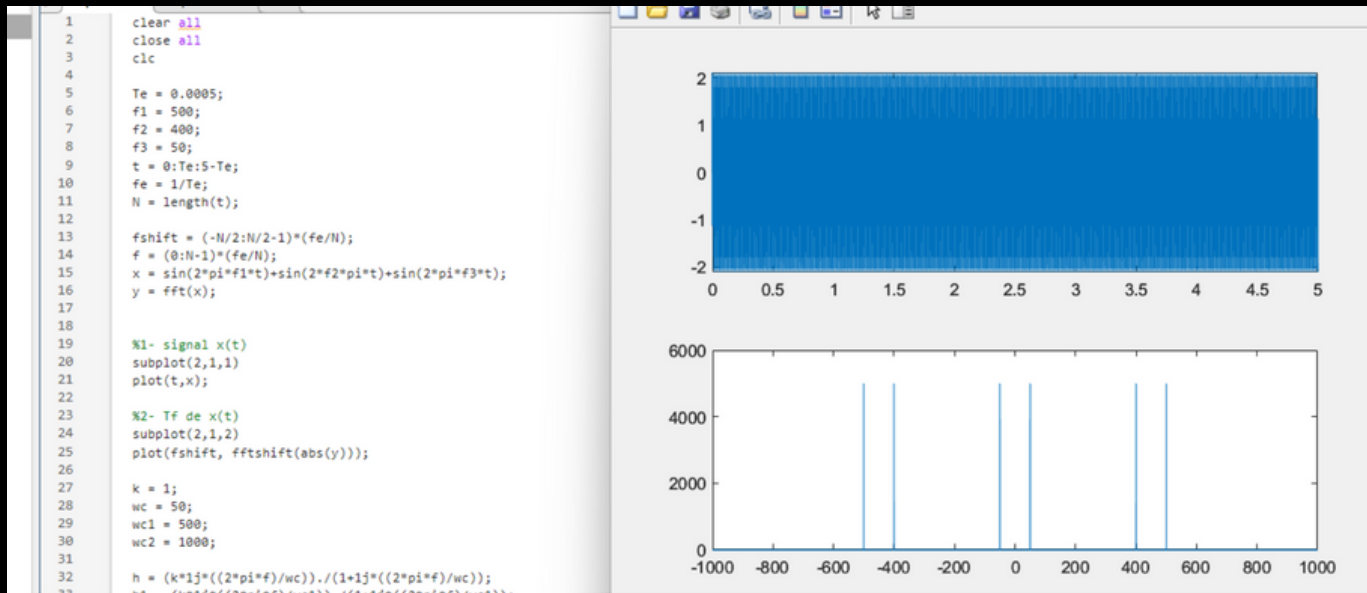 1 clear all
2 close all
3 clc
4
5 Te = 0.0005;
6 f1 = 500;
7 f2 = 400;
8 f3 = 50;
9 t = 0:Te:5-Te;
10 fe = 1/Te;
11 N = length(t);
12
13 fshift = (-N/2:N/2-1)*(fe/N);
14 f = (0:N-1)*(fe/N);
15 x = sin(2*pi*f1*t)+sin(2*f2*pi*t)+sin(2*pi*f3*t);
16 y = fft(x);
17
18
19 %1- signal x(t)
20 subplot(2,1,1)
21 plot(t,x);
22
23 %2- Tf de x(t)
24 subplot(2,1,2)
25 plot(fshift, fftshift(abs(y)));
26
27 k = 1;
28 wc = 50;
29 wc1 = 500;
30 wc2 = 1000;
31
32 h = (k*1j*((2*pi*f)/wc))./(1+1j*((2*pi*f)/wc));
2
1
0
-1
-2
0 0.5 1 1.5 2 2.5 3 3.5 4 4.5 5
6000
4000
2000
0
-1000 -800 -600 -400 -200 0 200 400 600 800 1000